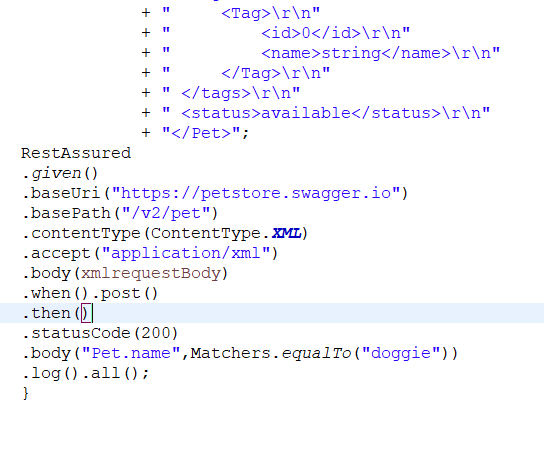 + "     <Tag>\r\n"
+ "         <id>0</id>\r\n"
+ "         <name>string</name>\r\n"
+ "     </Tag>\r\n"
+ " </tags>\r\n"
+ " <status>available</status>\r\n"
+ "</Pet>";
RestAssured
.given()
.baseUri("https://petstore.swagger.io")
.basePath("/v2/pet")
.contentType(ContentType.XML)
.accept("application/xml")
.body(xmlrequestBody)
.when().post()
.then()
.statusCode(200)
.body("Pet.name",Matchers.equalTo("doggie"))
.log().all();
}